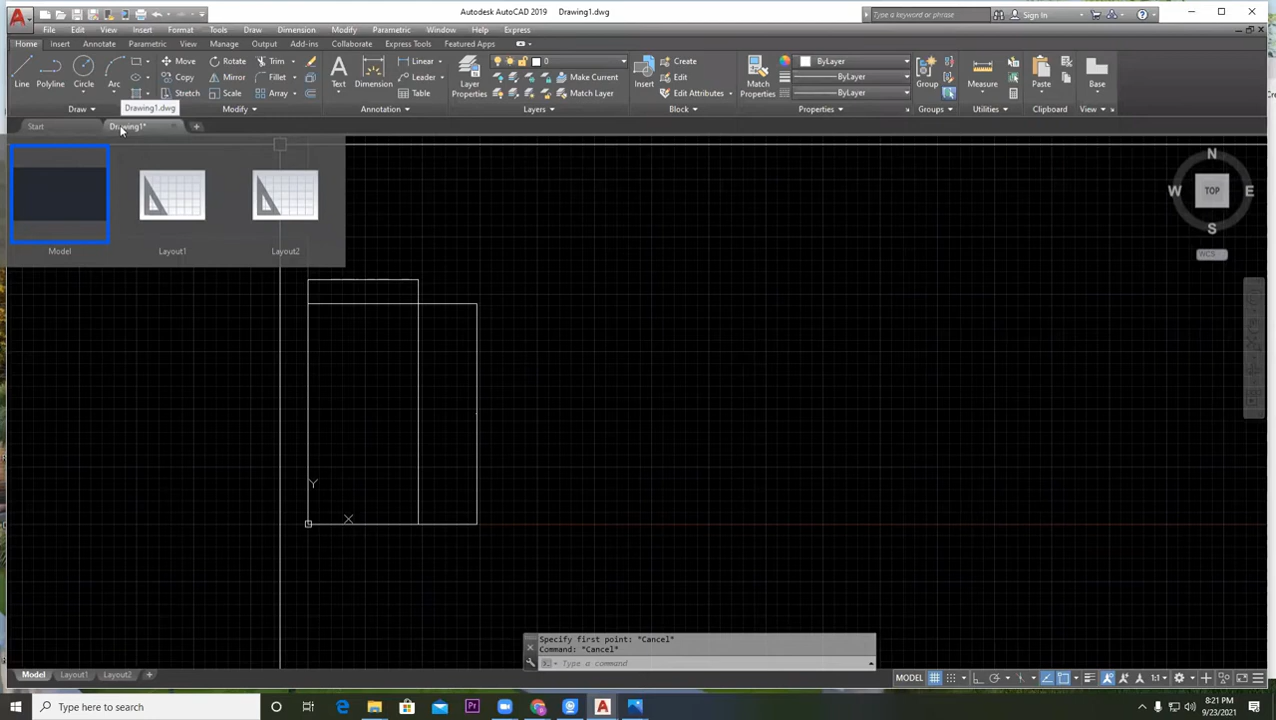 Autodesk AutoCAD 2019 Drawing1.dwg
Type a keyword or phrase
Sign In
File Edit View Insert Format Tools Draw Dimension Modify Parametric Window Help Express
Home Insert Annotate Parametric View Manage Output Add-ins Collaborate Express Tools Featured Apps
Line Polyline Circle Arc
Move Rotate Trim
Copy Mirror Fillet
Stretch Scale Array
Text Dimension
Linear
Leader
Table
Layer
Properties
0
Make Current
Match Layer
Insert
Create
Edit
Edit Attributes
Match
Properties
ByLayer
ByLayer
ByLayer
Group
Measure
Paste
Base
Draw Modify Annotation Layers Block Properties Groups Utilities Clipboard View
Drawing1.dwg
Start Drawing1*
Model Layout1 Layout2
N
W TOP E
S
WCS
Y
X
Specify first point: *Cancel*
Command: *Cancel*
Type a command
Model Layout1 Layout2
MODEL 1:1
Type here to search
8:21 PM
9/23/2021